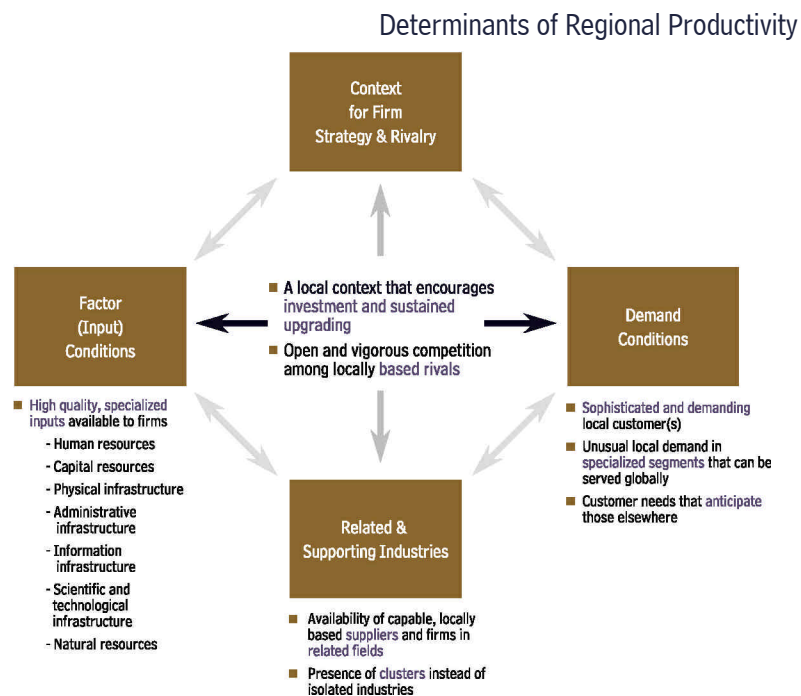 Determinants of Regional Productivity
Context
for Firm
Strategy & Rivalry
■ A local context that encourages
investment and sustained
upgrading
■ Open and vigorous competition
among locally based rivals
Factor
(Input)
Conditions
■ High quality, specialized
inputs available to firms
- Human resources
- Capital resources
- Physical infrastructure
- Administrative
infrastructure
- Information
infrastructure
- Scientific and
technological
infrastructure
- Natural resources
Demand
Conditions
■ Sophisticated and demanding
local customer(s)
■ Unusual local demand in
specialized segments that can be
served globally
■ Customer needs that anticipate
those elsewhere
Related &
Supporting Industries
■ Availability of capable, locally
based suppliers and firms in
related fields
■ Presence of clusters instead of
isolated industries